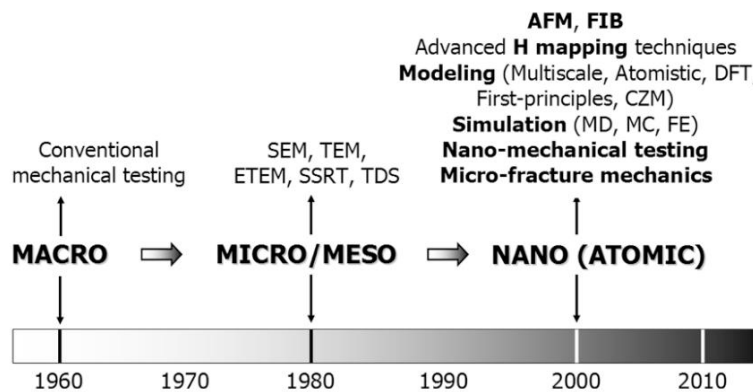 AFM, FIB
Advanced H mapping techniques
Modeling (Multiscale, Atomistic, DFT,
First-principles, CZM)
Simulation (MD, MC, FE)
Nano-mechanical testing
Micro-fracture mechanics
Conventional
mechanical testing
SEM, TEM,
ETEM, SSRT, TDS
MACRO
MICRO/MESO
NANO (ATOMIC)
1960
1970
1980
1990
2000
2010